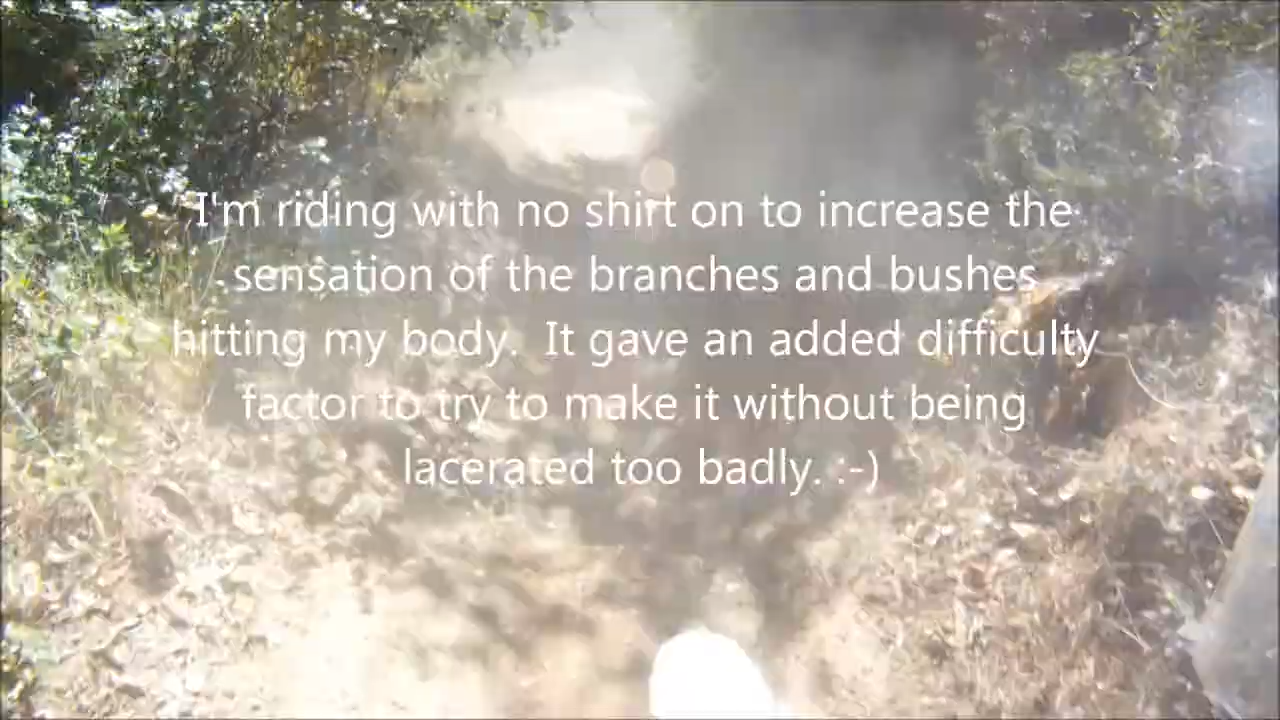 I'm riding with no shirt on to increase the
sensation of the branches and bushes
hitting my body.  It gave an added difficulty
factor to try to make it without being
lacerated too badly. :-)